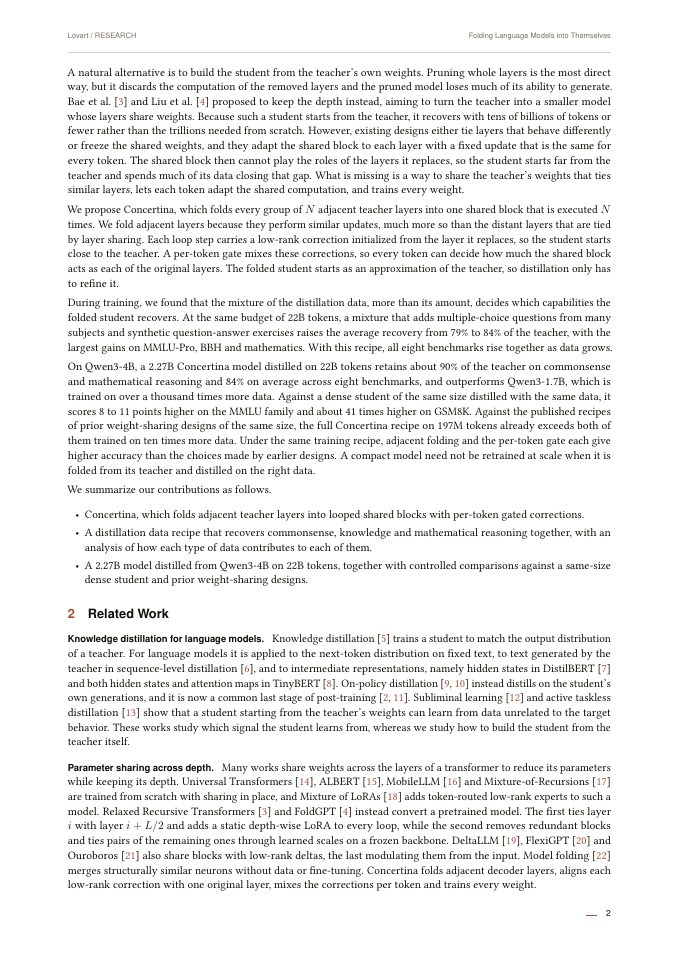 Lovart / RESEARCH
Folding Language Models into Themselves
A natural alternative is to build the student from the teacher's own weights. Pruning whole layers is the most direct
way, but it discards the computation of the removed layers and the pruned model loses much of its ability to generate.
Bae et al. [3] and Liu et al. [4] proposed to keep the depth instead, aiming to turn the teacher into a smaller model
whose layers share weights. Because such a student starts from the teacher, it recovers with tens of billions of tokens or
fewer rather than the trillions needed from scratch. However, existing designs either tie layers that behave differently
or freeze the shared weights, and they adapt the shared block to each layer with a fixed update that is the same for
every token. The shared block then cannot play the roles of the layers it replaces, so the student starts far from the
teacher and spends much of its data closing that gap. What is missing is a way to share the teacher's weights that ties
similar layers, lets each token adapt the shared computation, and trains every weight.
We propose Concertina, which folds every group of N adjacent teacher layers into one shared block that is executed N
times. We fold adjacent layers because they perform similar updates, much more so than the distant layers that are tied
by layer sharing. Each loop step carries a low-rank correction initialized from the layer it replaces, so the student starts
close to the teacher. A per-token gate mixes these corrections, so every token can decide how much the shared block
acts as each of the original layers. The folded student starts as an approximation of the teacher, so distillation only has
to refine it.
During training, we found that the mixture of the distillation data, more than its amount, decides which capabilities the
folded student recovers. At the same budget of 22B tokens, a mixture that adds multiple-choice questions from many
subjects and synthetic question-answer exercises raises the average recovery from 79% to 84% of the teacher, with the
largest gains on MMLU-Pro, BBH and mathematics. With this recipe, all eight benchmarks rise together as data grows.
On Qwen3-4B, a 2.27B Concertina model distilled on 22B tokens retains about 90% of the teacher on commonsense
and mathematical reasoning and 84% on average across eight benchmarks, and outperforms Qwen3-1.7B, which is
trained on over a thousand times more data. Against a dense student of the same size distilled with the same data, it
scores 8 to 11 points higher on the MMLU family and about 41 times higher on GSM8K. Against the published recipes
of prior weight-sharing designs of the same size, the full Concertina recipe on 197M tokens already exceeds both of
them trained on ten times more data. Under the same training recipe, adjacent folding and the per-token gate each give
higher accuracy than the choices made by earlier designs. A compact model need not be retrained at scale when it is
folded from its teacher and distilled on the right data.
We summarize our contributions as follows.
• Concertina, which folds adjacent teacher layers into looped shared blocks with per-token gated corrections.
• A distillation data recipe that recovers commonsense, knowledge and mathematical reasoning together, with an
analysis of how each type of data contributes to each of them.
• A 2.27B model distilled from Qwen3-4B on 22B tokens, together with controlled comparisons against a same-size
dense student and prior weight-sharing designs.
2 Related Work
Knowledge distillation for language models. Knowledge distillation [5] trains a student to match the output distribution
of a teacher. For language models it is applied to the next-token distribution on fixed text, to text generated by the
teacher in sequence-level distillation [6], and to intermediate representations, namely hidden states in DistilBERT [7]
and both hidden states and attention maps in TinyBERT [8]. On-policy distillation [9, 10] instead distills on the student's
own generations, and it is now a common last stage of post-training [2, 11]. Subliminal learning [12] and active taskless
distillation [13] show that a student starting from the teacher's weights can learn from data unrelated to the target
behavior. These works study which signal the student learns from, whereas we study how to build the student from the
teacher itself.
Parameter sharing across depth. Many works share weights across the layers of a transformer to reduce its parameters
while keeping its depth. Universal Transformers [14], ALBERT [15], MobileLLM [16] and Mixture-of-Recursions [17]
are trained from scratch with sharing in place, and Mixture of LoRAs [18] adds token-routed low-rank experts to such a
model. Relaxed Recursive Transformers [3] and FoldGPT [4] instead convert a pretrained model. The first ties layer
i with layer i + L/2 and adds a static depth-wise LoRA to every loop, while the second removes redundant blocks
and ties pairs of the remaining ones through learned scales on a frozen backbone. DeltaLLM [19], FlexiGPT [20] and
Ouroboros [21] also share blocks with low-rank deltas, the last modulating them from the input. Model folding [22]
merges structurally similar neurons without data or fine-tuning. Concertina folds adjacent decoder layers, aligns each
low-rank correction with one original layer, mixes the corrections per token and trains every weight.
2